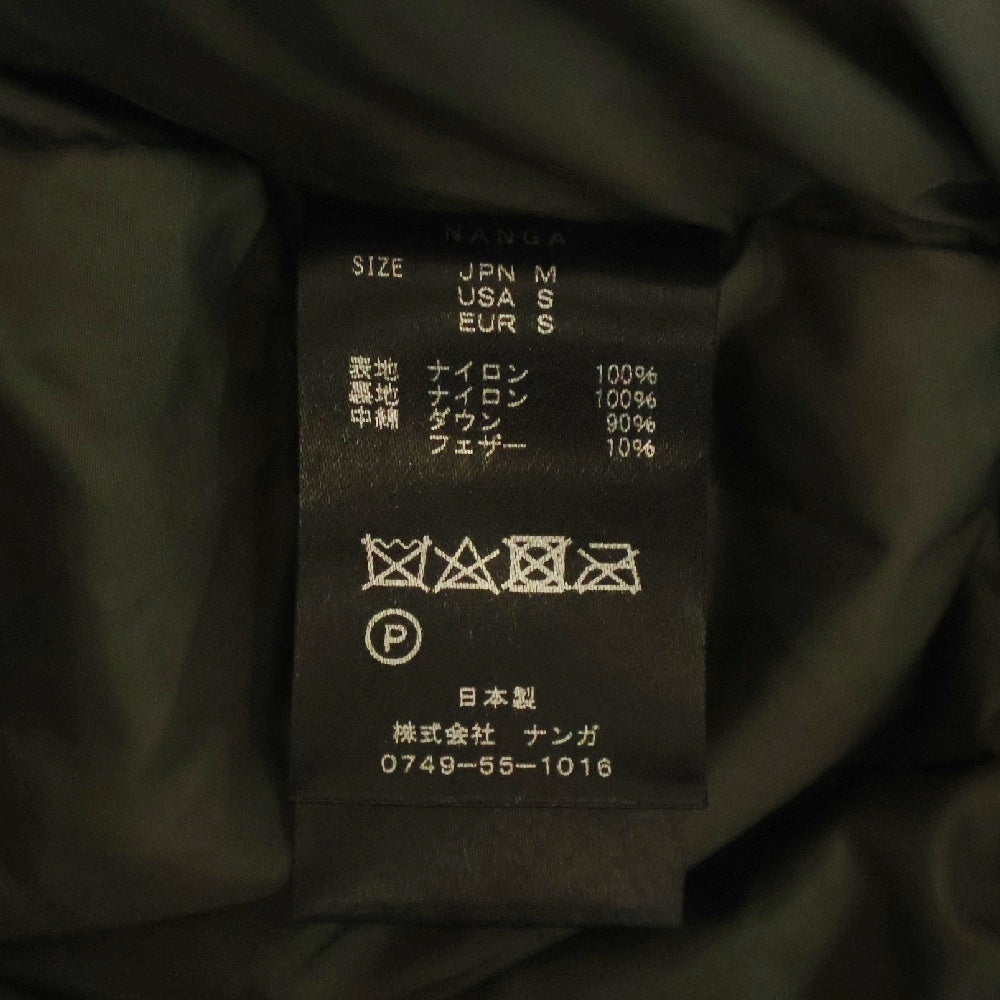 NANGA
SIZE JPN M
USA S
EUR S
表地 ナイロン 100%
裏地 ナイロン 100%
中綿 ダウン 90%
フェザー 10%
P
日本製
株式会社 ナンガ
0749-55-1016